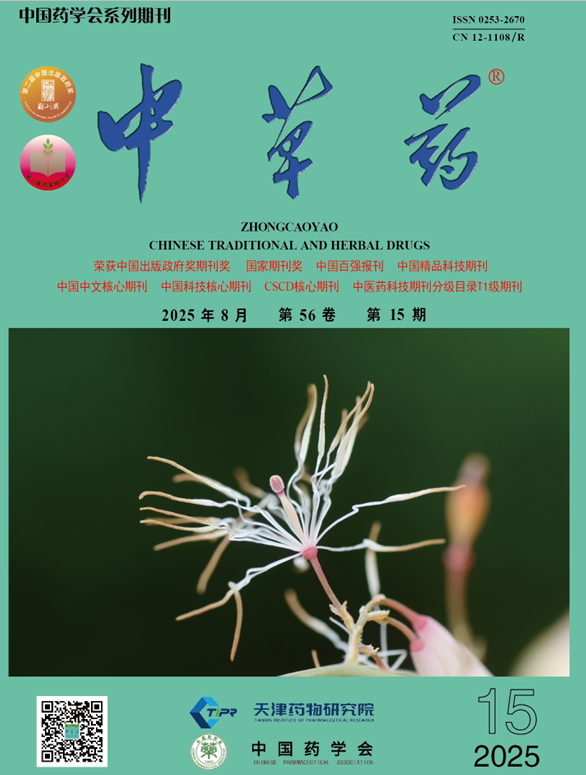 中国药学会系列期刊
ISSN 0253-2670
CN 12-1108/R
中草药®
ZHONGCAOYAO
CHINESE TRADITIONAL AND HERBAL DRUGS
荣获中国出版政府奖期刊奖 国家期刊奖 中国百强报刊 中国精品科技期刊
中国中文核心期刊 中国科技核心期刊 CSCD核心期刊 中医药科技期刊分级目录T1级期刊
2025 年 8 月 第 56 卷 第 15 期
TIPR 天津药物研究院
TIANJIN INSTITUTE OF PHARMACEUTICAL RESEARCH
中国药学会
CHINESE PHARMACEUTICAL ASSOCIATION
15
2025